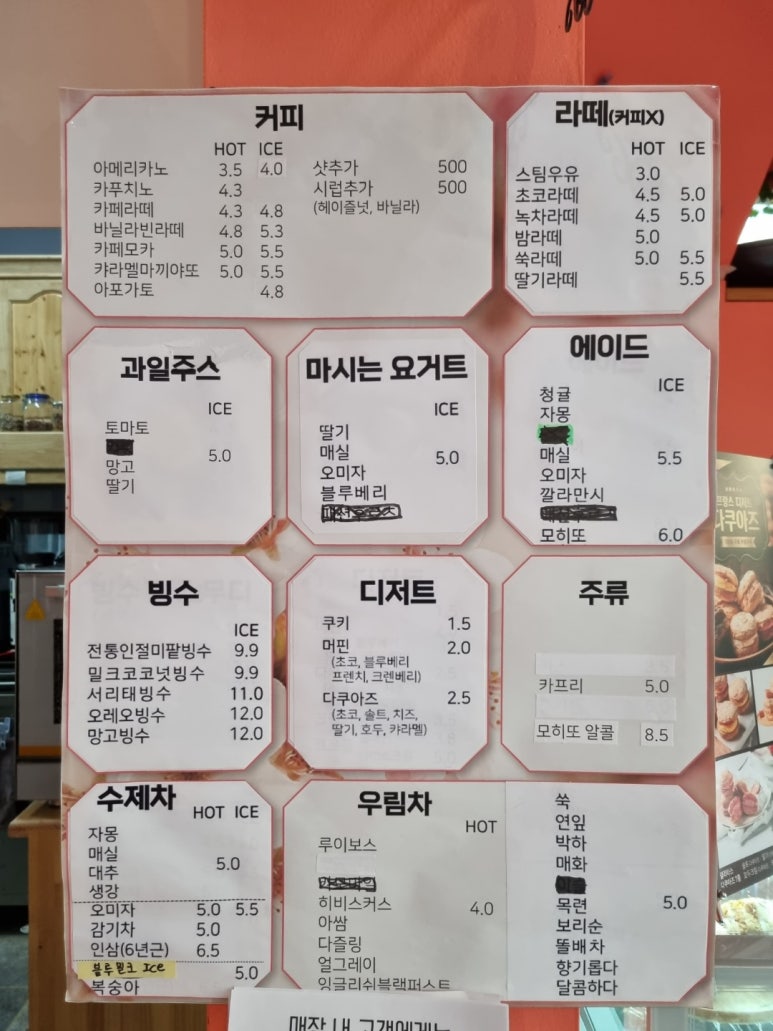 커피
HOT ICE
아메리카노 3.5 4.0
카푸치노 4.3
카페라떼 4.3 4.8
바닐라빈라떼 4.8 5.3
카페모카 5.0 5.5
캬라멜마끼야또 5.0 5.5
아포가토 4.8
샷추가 500
시럽추가 500
(헤이즐넛, 바닐라)
라떼(커피X)
HOT ICE
스팀우유 3.0
초코라떼 4.5 5.0
녹차라떼 4.5 5.0
밤라떼 5.0
쑥라떼 5.0 5.5
딸기라떼 5.5
과일주스
ICE
토마토
망고 5.0
딸기
마시는 요거트
ICE
딸기
매실 5.0
오미자
블루베리
에이드
ICE
청귤
자몽
매실 5.5
오미자
깔라만시
모히또 6.0
빙수
ICE
전통인절미팥빙수 9.9
밀크코코넛빙수 9.9
서리태빙수 11.0
오레오빙수 12.0
망고빙수 12.0
디저트
쿠키 1.5
머핀 2.0
(초코, 블루베리
프렌치, 크렌베리)
다쿠아즈 2.5
(초코, 솔트, 치즈,
딸기, 호두, 캬라멜)
주류
카프리 5.0
모히또 알콜 8.5
수제차
HOT ICE
자몽
매실 5.0
대추
생강
오미자 5.0 5.5
감기차 5.0
인삼(6년근) 6.5
블루밀크 Ice 5.0
복숭아
우림차
HOT
루이보스
히비스커스 4.0
아쌈
다즐링
얼그레이
잉글리쉬블랙퍼스트
쑥
연잎
박하
매화
목련 5.0
보리순
뚤배차
향기롭다
달콤하다
매장 내 고객에게는
다쿠아즈